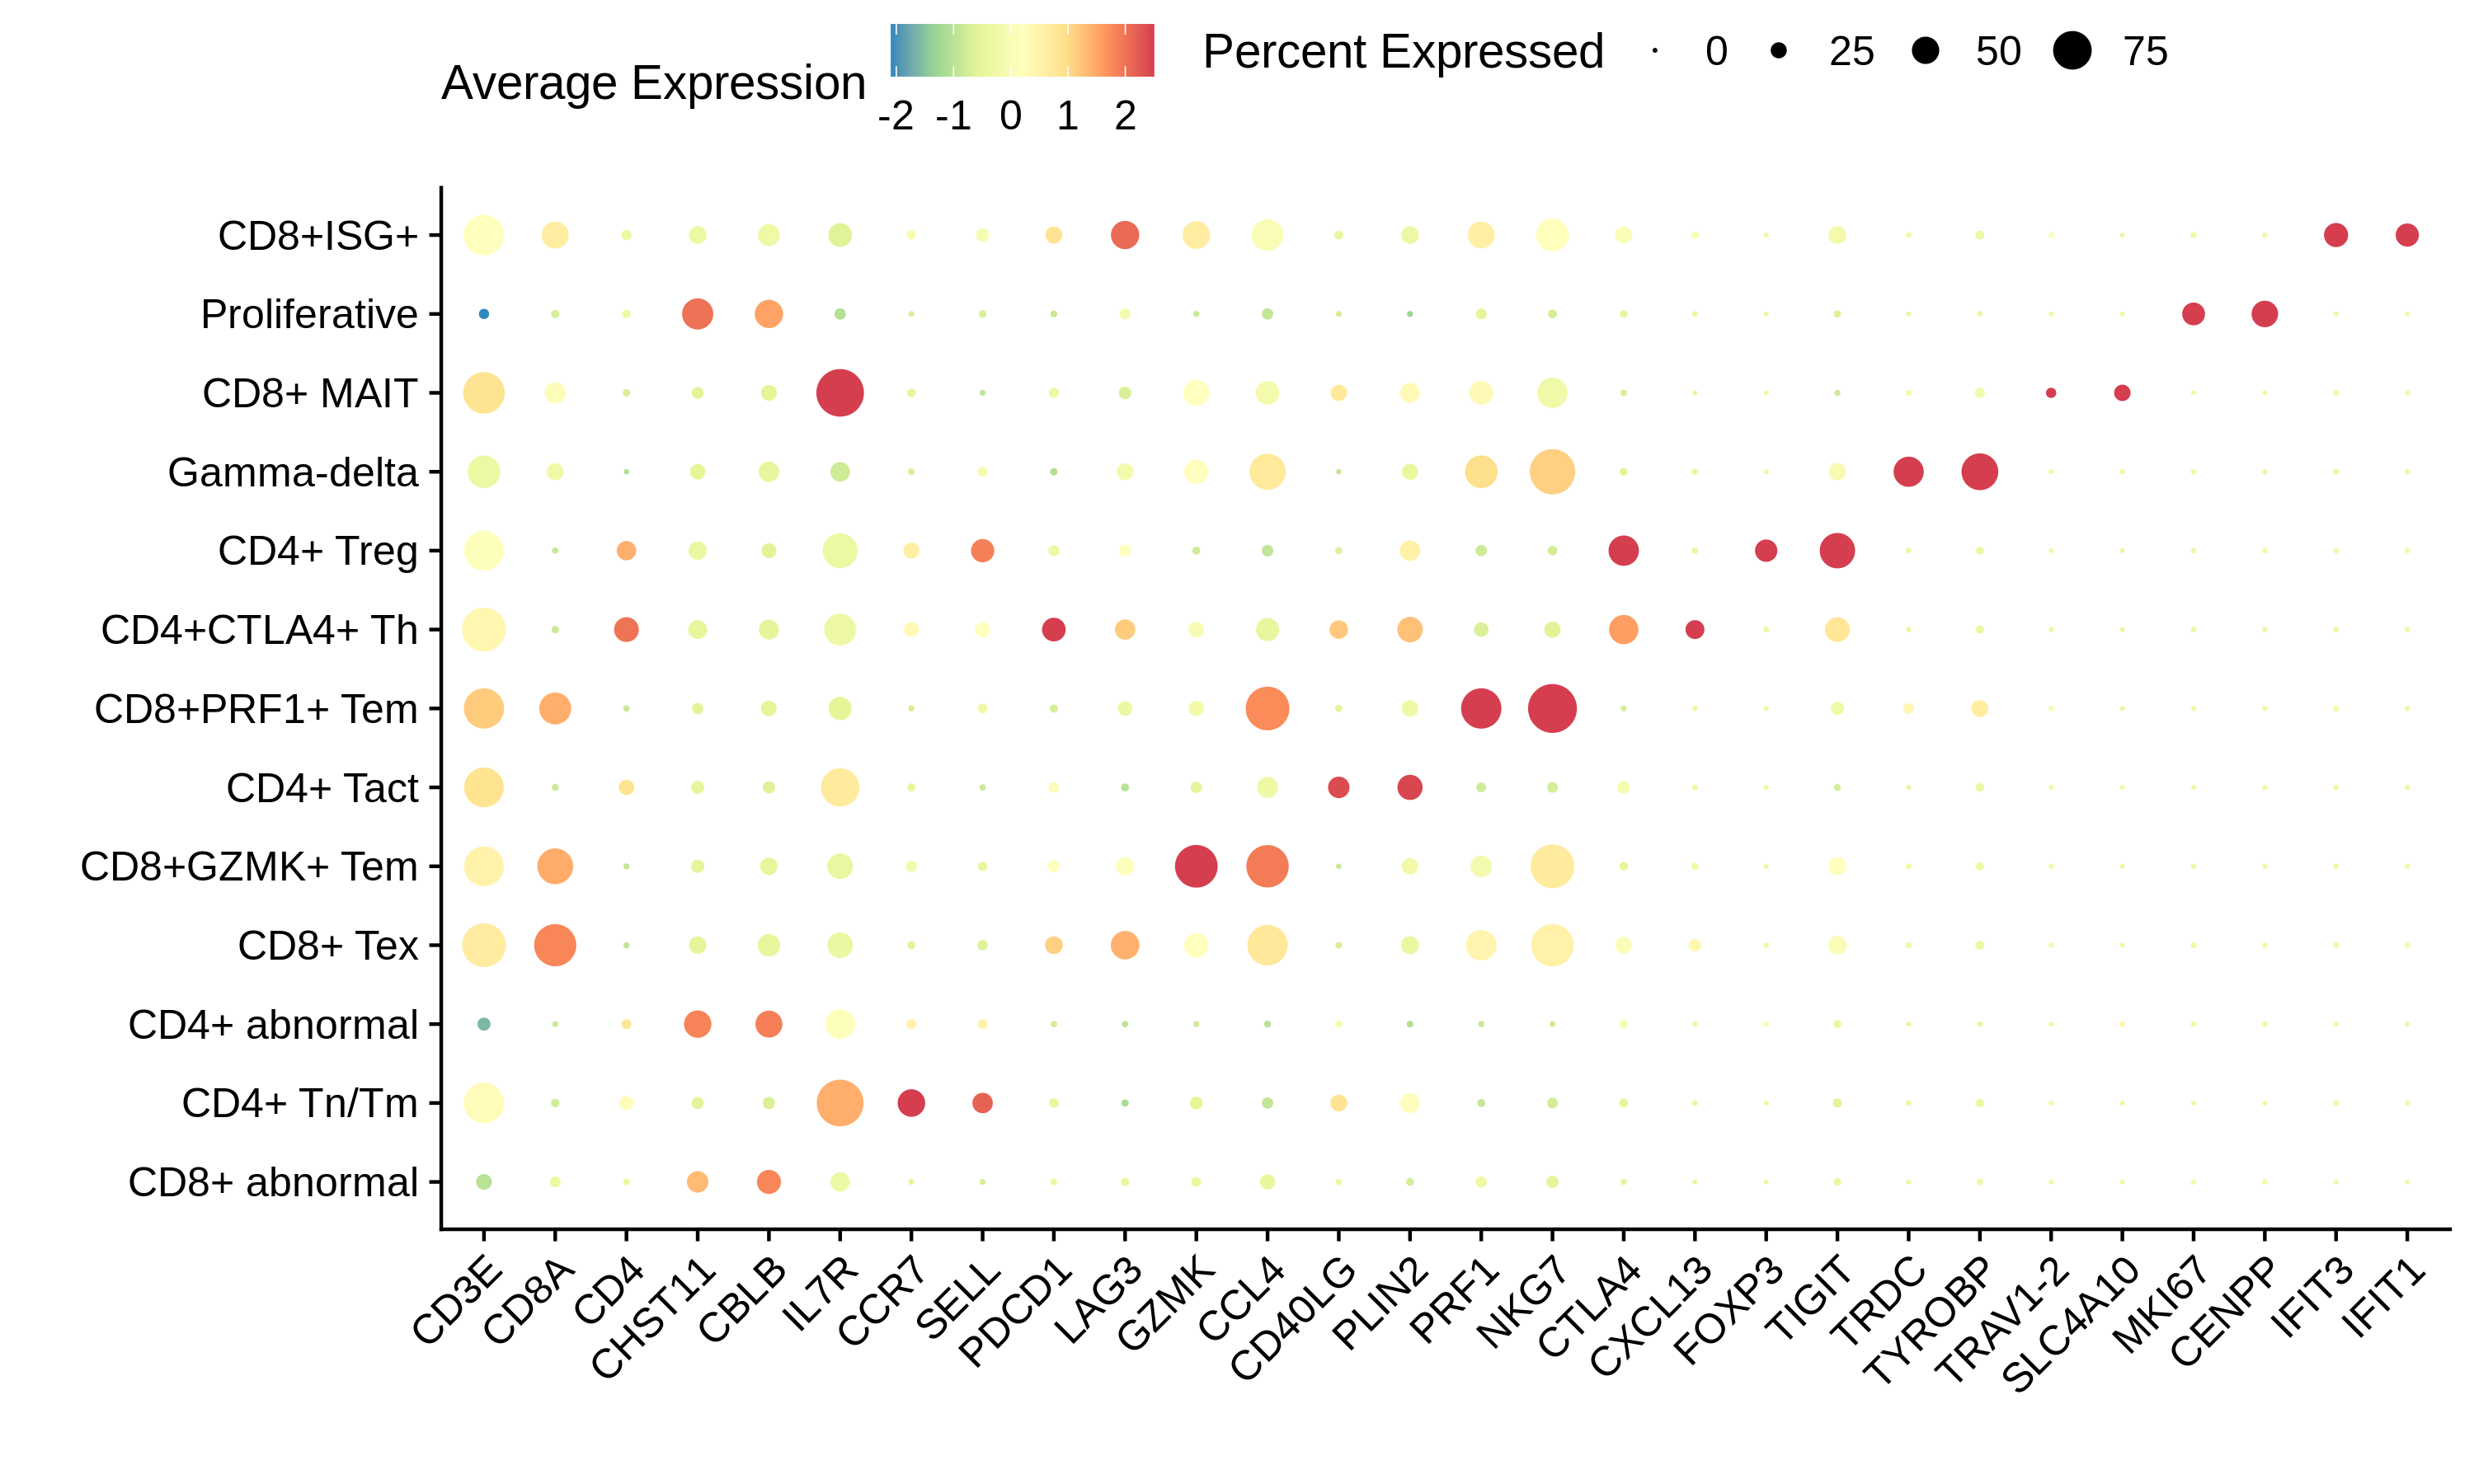 Average Expression
-2 -1 0 1 2
Percent Expressed 0 25 50 75
CD8+ISG+
Proliferative
CD8+ MAIT
Gamma-delta
CD4+ Treg
CD4+CTLA4+ Th
CD8+PRF1+ Tem
CD4+ Tact
CD8+GZMK+ Tem
CD8+ Tex
CD4+ abnormal
CD4+ Tn/Tm
CD8+ abnormal
CD3E
CD8A
CD4
CHST11
CBLB
IL7R
CCR7
SELL
PDCD1
LAG3
GZMK
CCL4
CD40LG
PLIN2
PRF1
NKG7
CTLA4
CXCL13
FOXP3
TIGIT
TRDC
TYROBP
TRAV1-2
SLC4A10
MKI67
CENPP
IFIT3
IFIT1